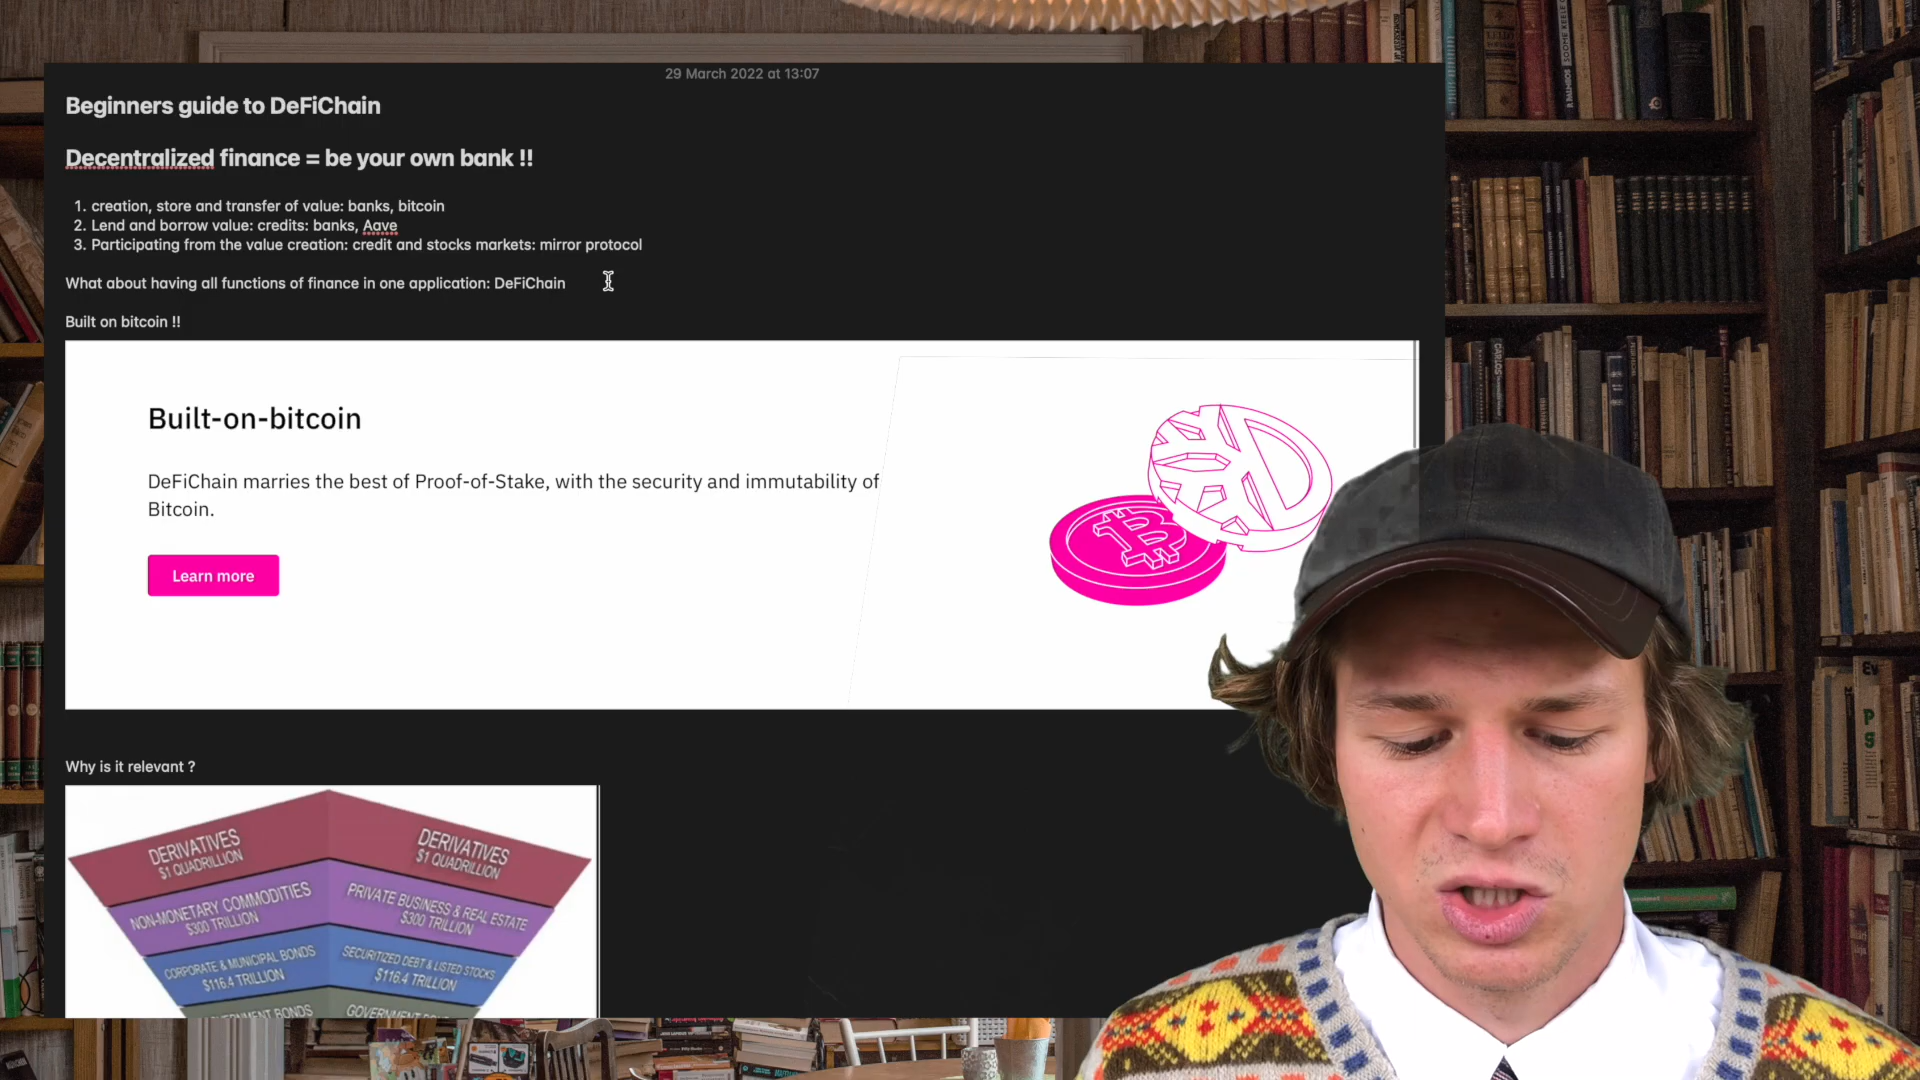 29 March 2022 at 13:07
Beginners guide to DeFiChain
Decentralized finance = be your own bank !!
1. creation, store and transfer of value: banks, bitcoin
2. Lend and borrow value: credits: banks, Aave
3. Participating from the value creation: credit and stocks markets: mirror protocol
What about having all functions of finance in one application: DeFiChain
Built on bitcoin !!
Built-on-bitcoin
DeFiChain marries the best of Proof-of-Stake, with the security and immutability of
Bitcoin.
Learn more
Why is it relevant ?
DERIVATIVES
$1 QUADRILLION
DERIVATIVES
$1 QUADRILLION
NON-MONETARY COMMODITIES
$300 TRILLION
PRIVATE BUSINESS & REAL ESTATE
$300 TRILLION
CORPORATE & MUNICIPAL BONDS
$116.4 TRILLION
SECURITIZED DEBT & LISTED STOCKS
$116.4 TRILLION
BONDS